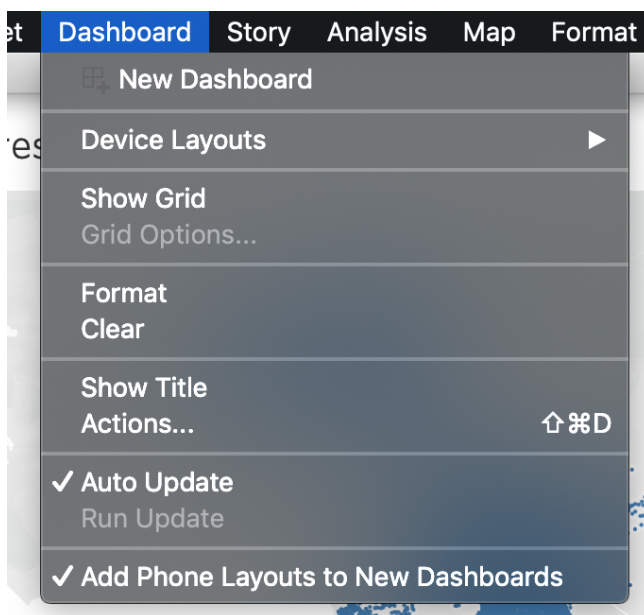 et Dashboard Story Analysis Map Format
New Dashboard
res
Device Layouts
Show Grid
Grid Options...
Format
Clear
Show Title
Actions... ⇧⌘D
✓ Auto Update
Run Update
✓ Add Phone Layouts to New Dashboards